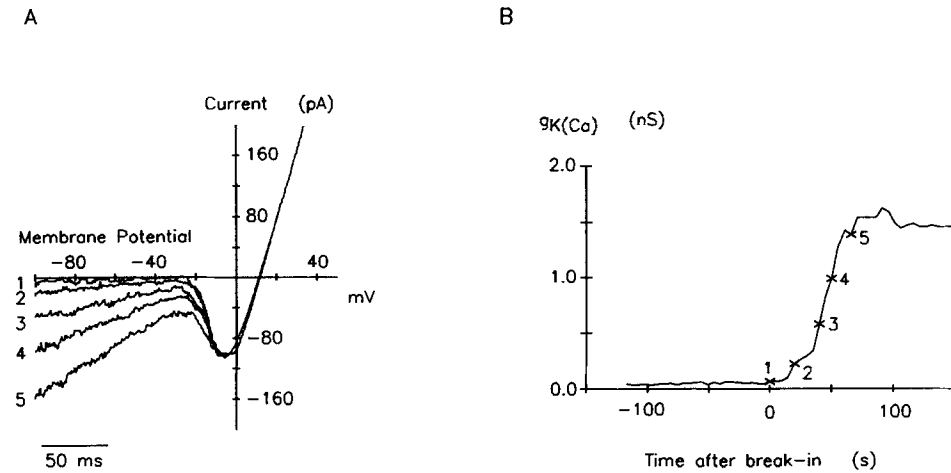 A
B
Current (pA)
160
80
Membrane Potential
-80 -40 40
mV
1
2
3
4
5
-80
-160
50 ms
gK(Ca) (nS)
2.0
1.0
0.0
1
2
3
4
5
-100 0 100
Time after break-in (s)